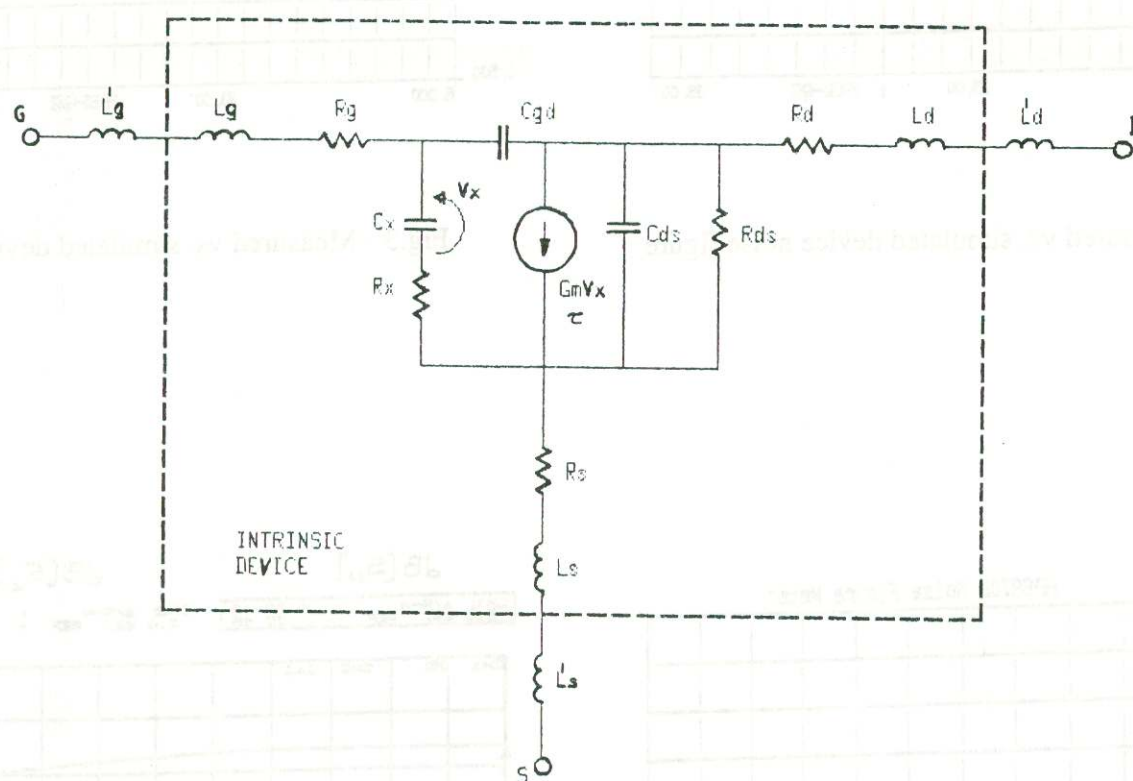 G
L'g
Lg
Rg
Cgd
Rd
Ld
L'd
Cx
Vx
Rx
GmVx
τ
Cds
Rds
Rs
INTRINSIC
DEVICE
Ls
L's
S